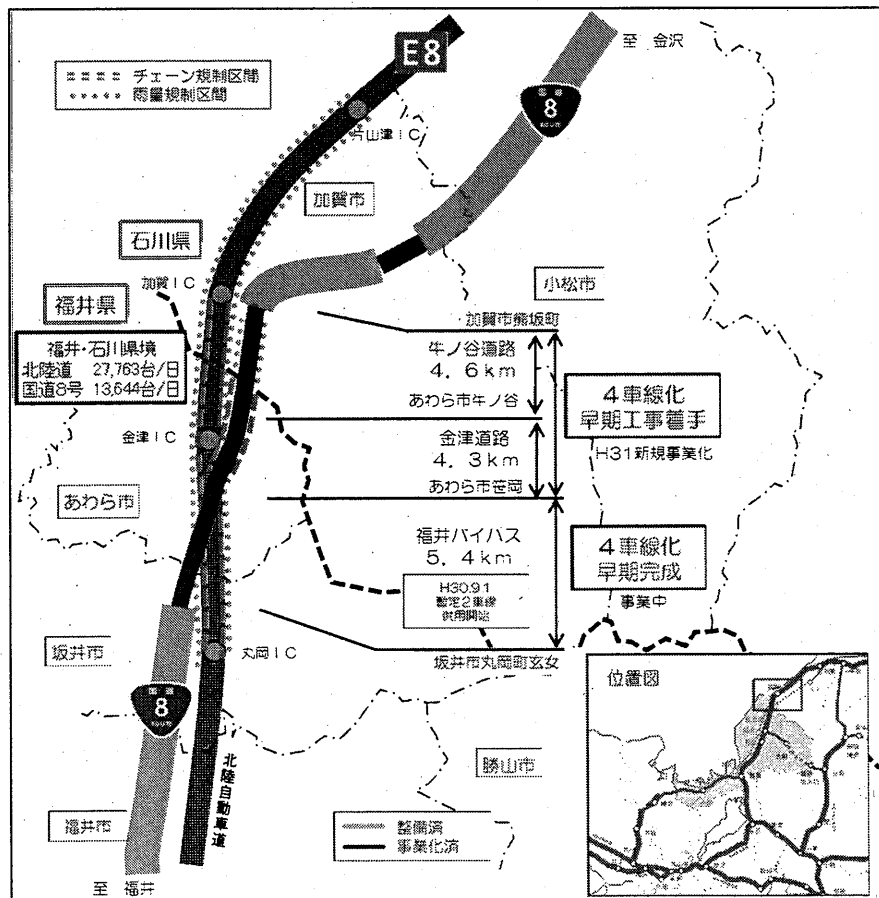 E8
至 金沢
チェーン規制区間
雨量規制区間
国道
8
ROUTE
片山津IC
加賀市
石川県
小松市
加賀IC
福井県
加賀市熊坂町
福井・石川県境
北陸道 27,763台/日
国道8号 13,644台/日
牛ノ谷道路
4.6km
あわら市牛ノ谷
4車線化
早期工事着手
H31新規事業化
金津IC
金津道路
4.3km
あわら市笹岡
あわら市
福井バイパス
5.4km
4車線化
早期完成
事業中
H30.9.1
暫定2車線
供用開始
坂井市
丸岡IC
坂井市丸岡町玄女
国道
8
ROUTE
位置図
北陸自動車道
勝山市
福井市
整備済
事業化済
至 福井